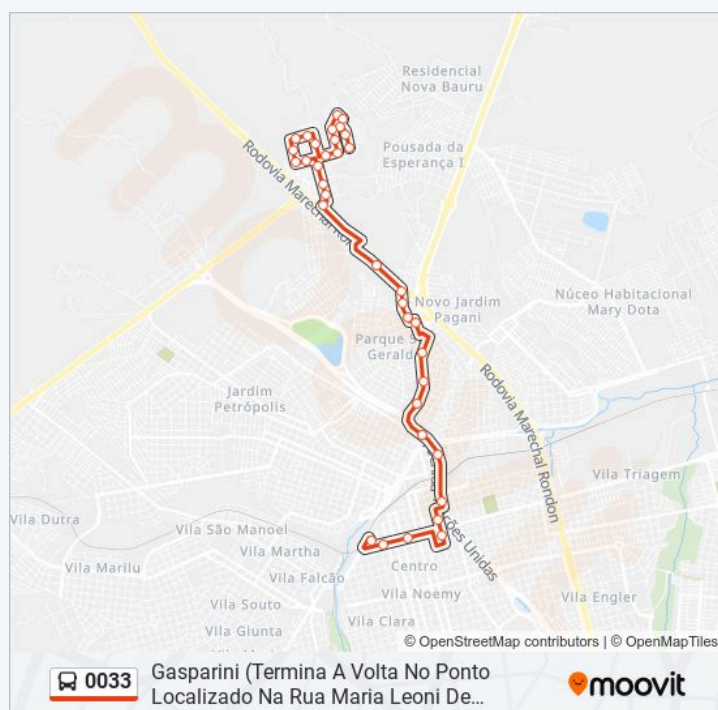 Residencial
Nova Bauru
Pousada da
Esperança I
Rodovia Marechal Ron
Novo Jardim
Pagani
Núceo Habitacional
Mary Dota
Parque S
Gerald
Jardim
Petrópolis
Rodovia Marechal Rondon
Vila Triagem
Vila Dutra
Vila São Manoel
ções Unidas
Vila Martha
Centro
Vila Marilu
Vila Falcão
Vila Noemy
Vila Engler
Vila Souto
Vila Clara
Vila Giunta
© OpenStreetMap contributors | © OpenMapTiles
0033
Gasparini (Termina A Volta No Ponto
Localizado Na Rua Maria Leoni De...
moovit